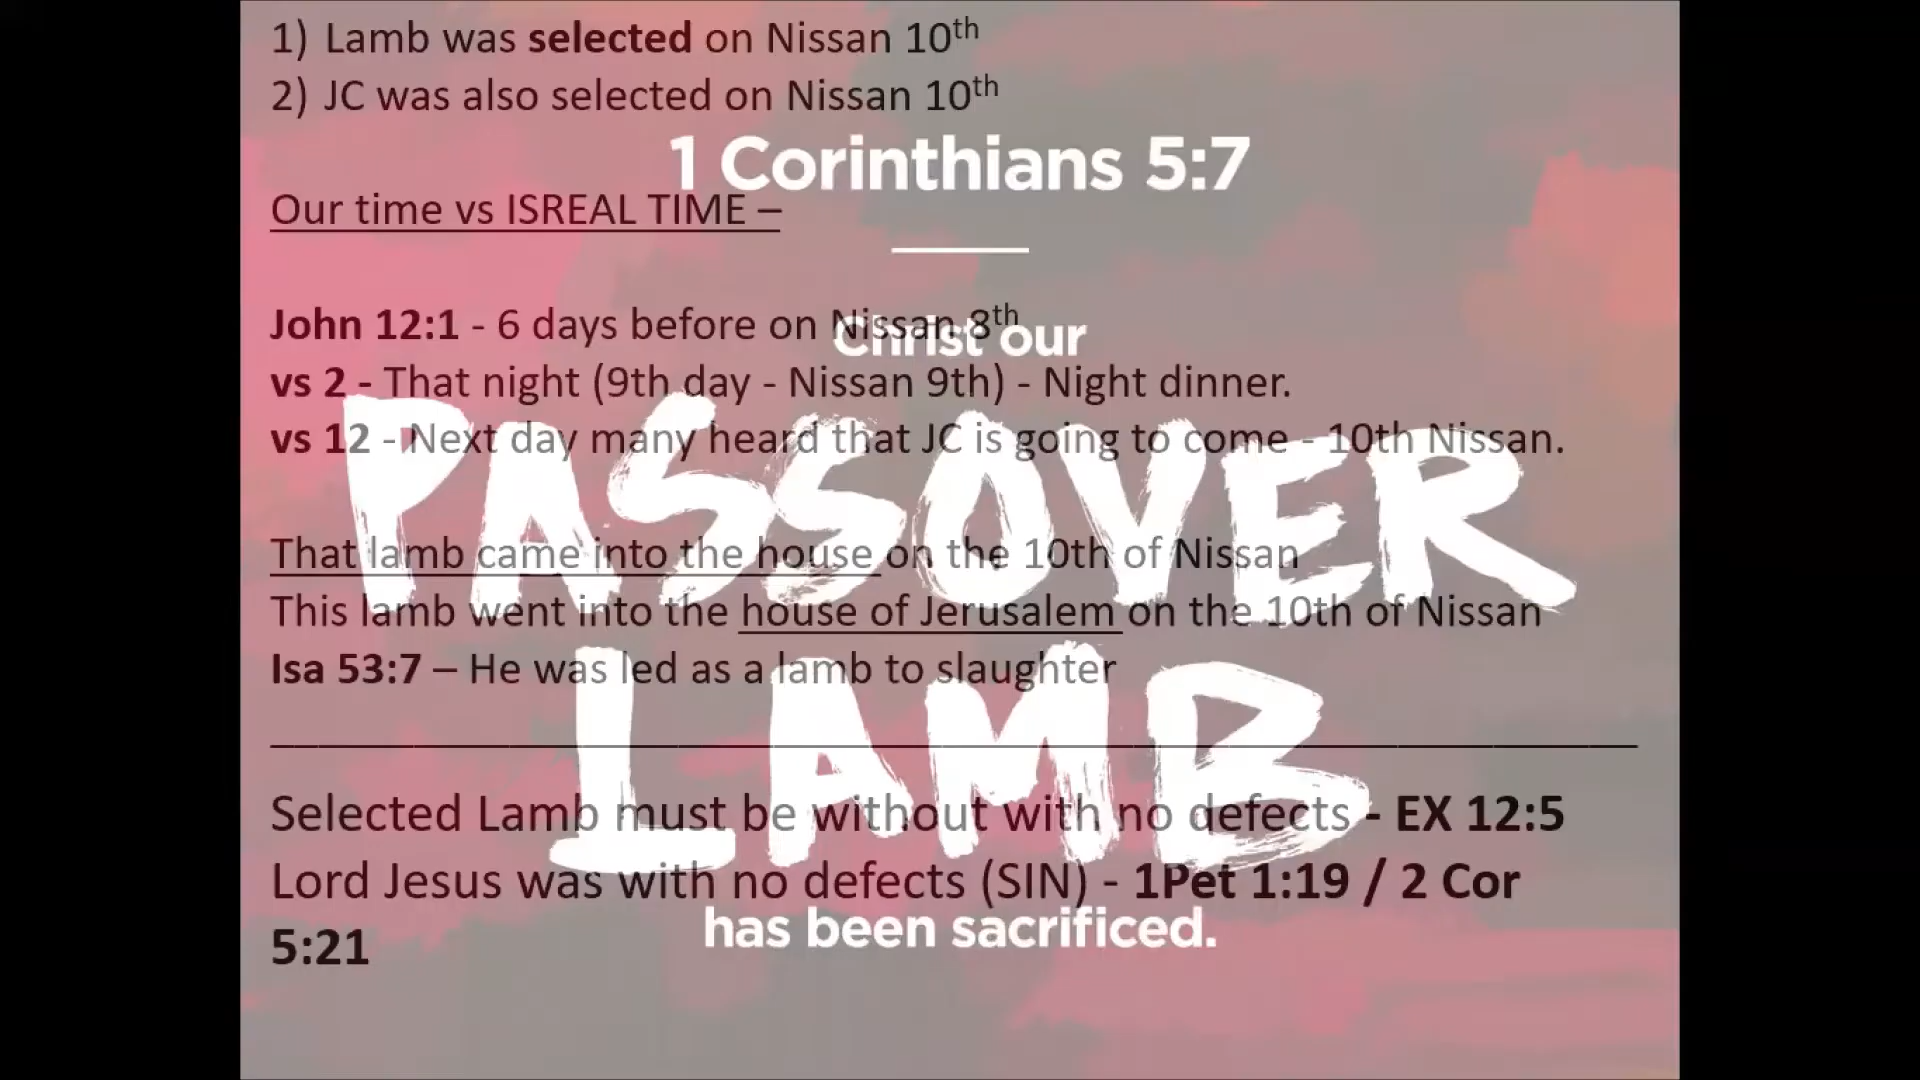 1) Lamb was selected on Nissan 10th
2) JC was also selected on Nissan 10th
1 Corinthians 5:7
Our time vs ISREAL TIME –
John 12:1 - 6 days before on Nissan 8th
Christ our
vs 2 - That night (9th day - Nissan 9th) - Night dinner.
vs 12 - Next day many heard that JC is going to come - 10th Nissan.
PASSOVER
That lamb came into the house on the 10th of Nissan
This lamb went into the house of Jerusalem on the 10th of Nissan
Isa 53:7 – He was led as a lamb to slaughter
LAMB
Selected Lamb must be without with no defects - EX 12:5
Lord Jesus was with no defects (SIN) - 1Pet 1:19 / 2 Cor
has been sacrificed.
5:21